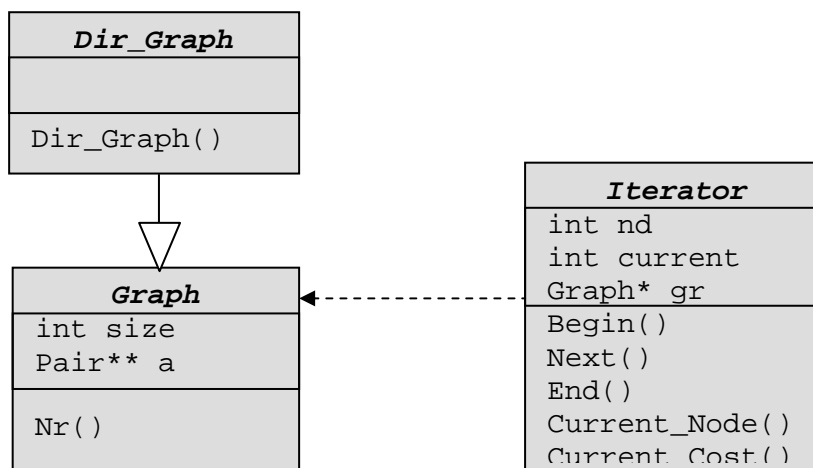 Dir_Graph
Dir_Graph()
Graph
int size
Pair** a
Nr()
Iterator
int nd
int current
Graph* gr
Begin()
Next()
End()
Current_Node()
Current_Cost()